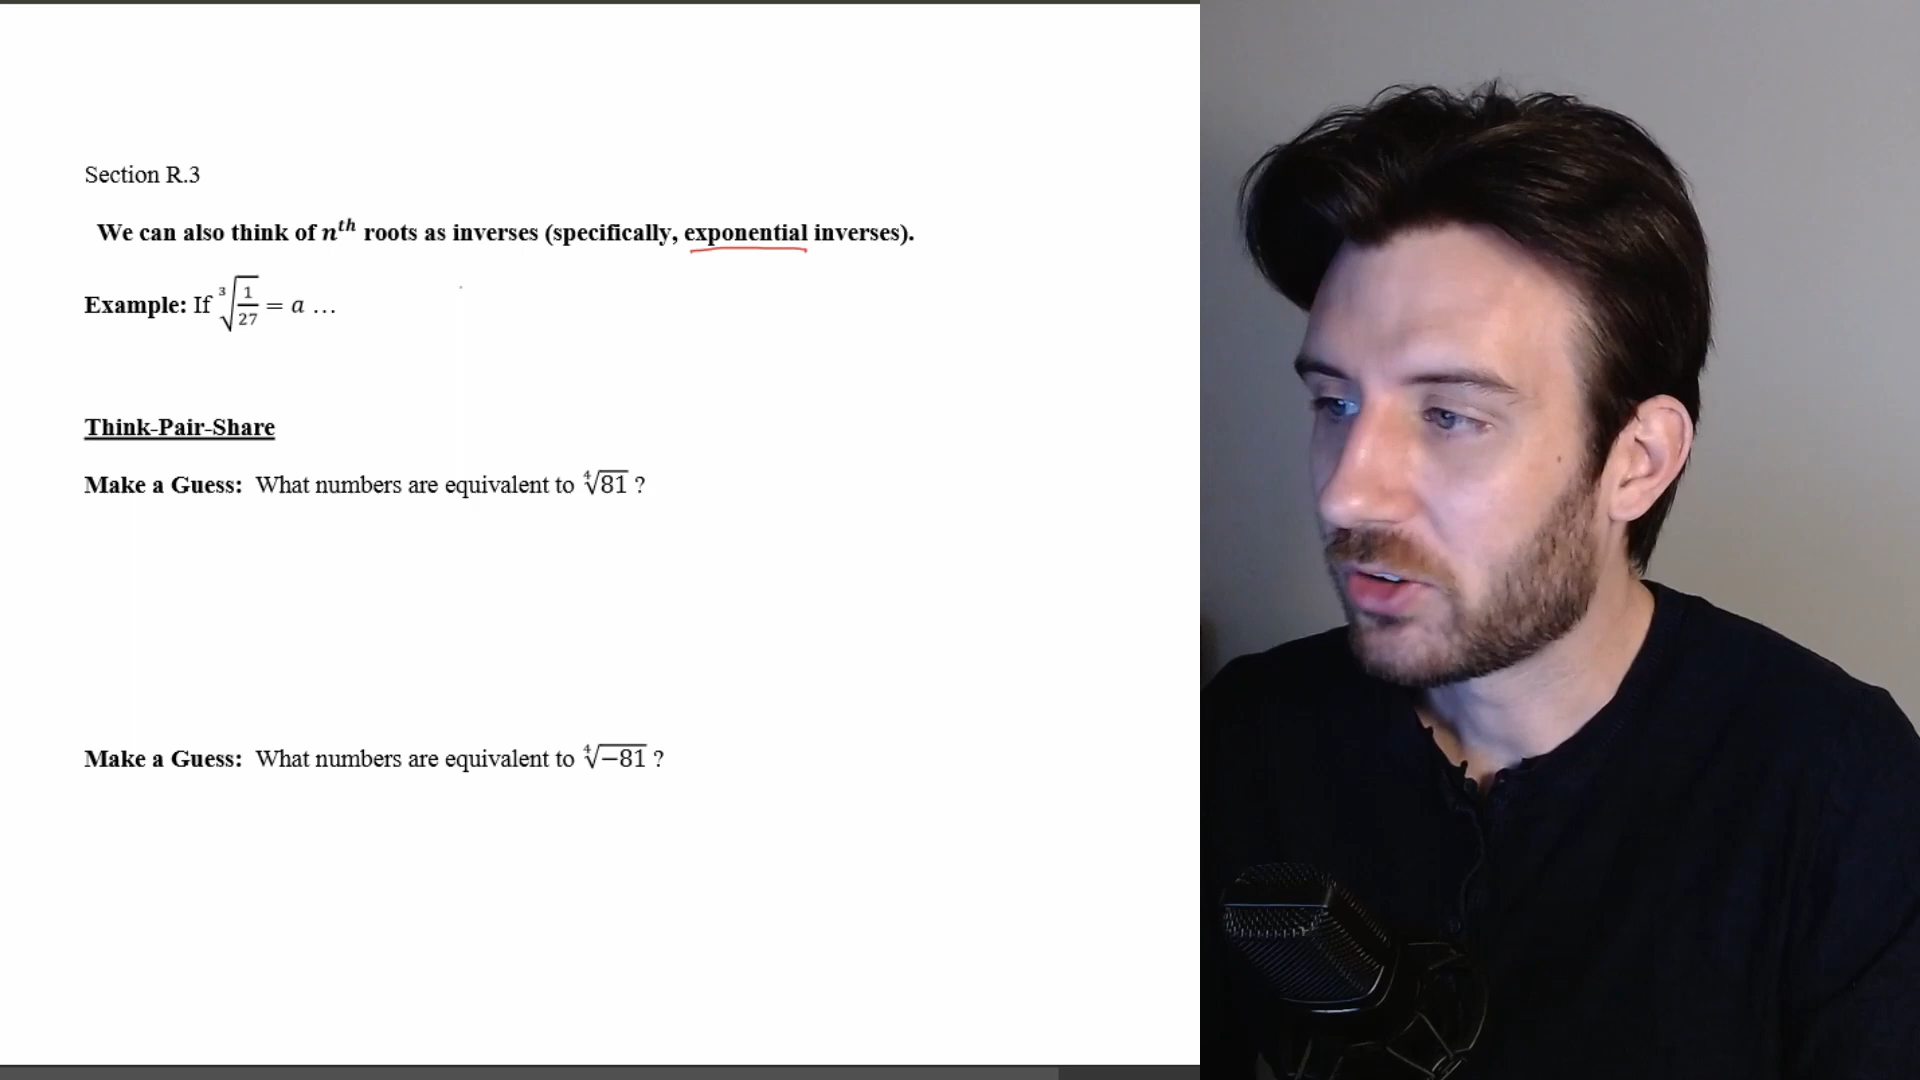 Section R.3
We can also think of nᵗʰ roots as inverses (specifically, exponential inverses).
Example: If ∛(1/27) = a …
Think-Pair-Share
Make a Guess: What numbers are equivalent to ∜81 ?
Make a Guess: What numbers are equivalent to ∜−81 ?